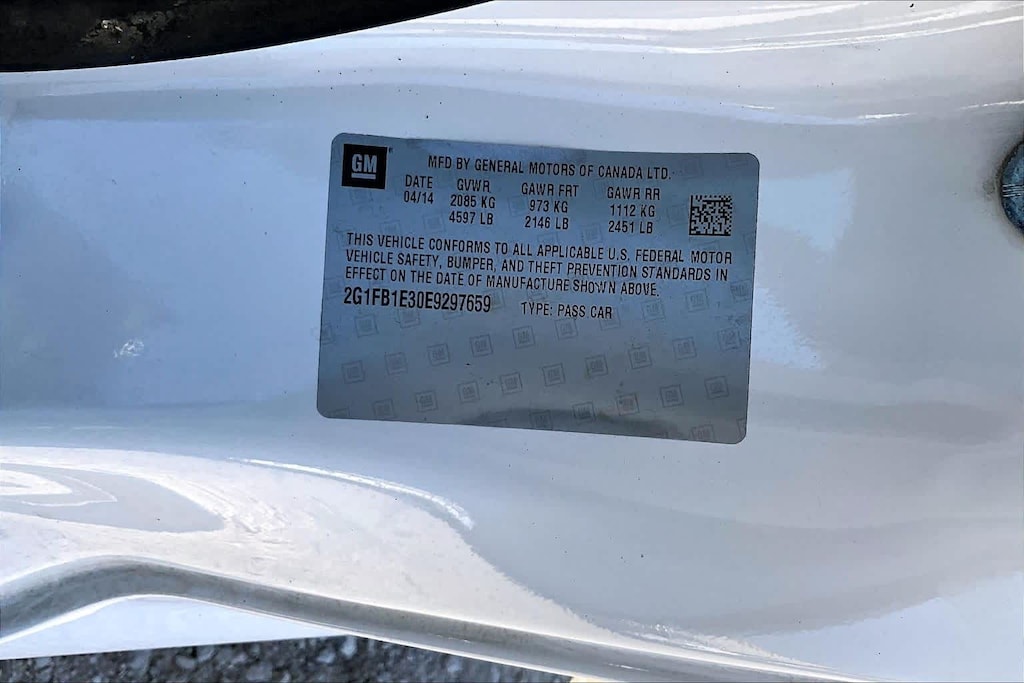 GM
MFD BY GENERAL MOTORS OF CANADA LTD.
DATE GVWR GAWR FRT GAWR RR
04/14 2085 KG 973 KG 1112 KG
4597 LB 2146 LB 2451 LB
THIS VEHICLE CONFORMS TO ALL APPLICABLE U.S. FEDERAL MOTOR
VEHICLE SAFETY, BUMPER, AND THEFT PREVENTION STANDARDS IN
EFFECT ON THE DATE OF MANUFACTURE SHOWN ABOVE.
2G1FB1E30E9297659 TYPE: PASS CAR